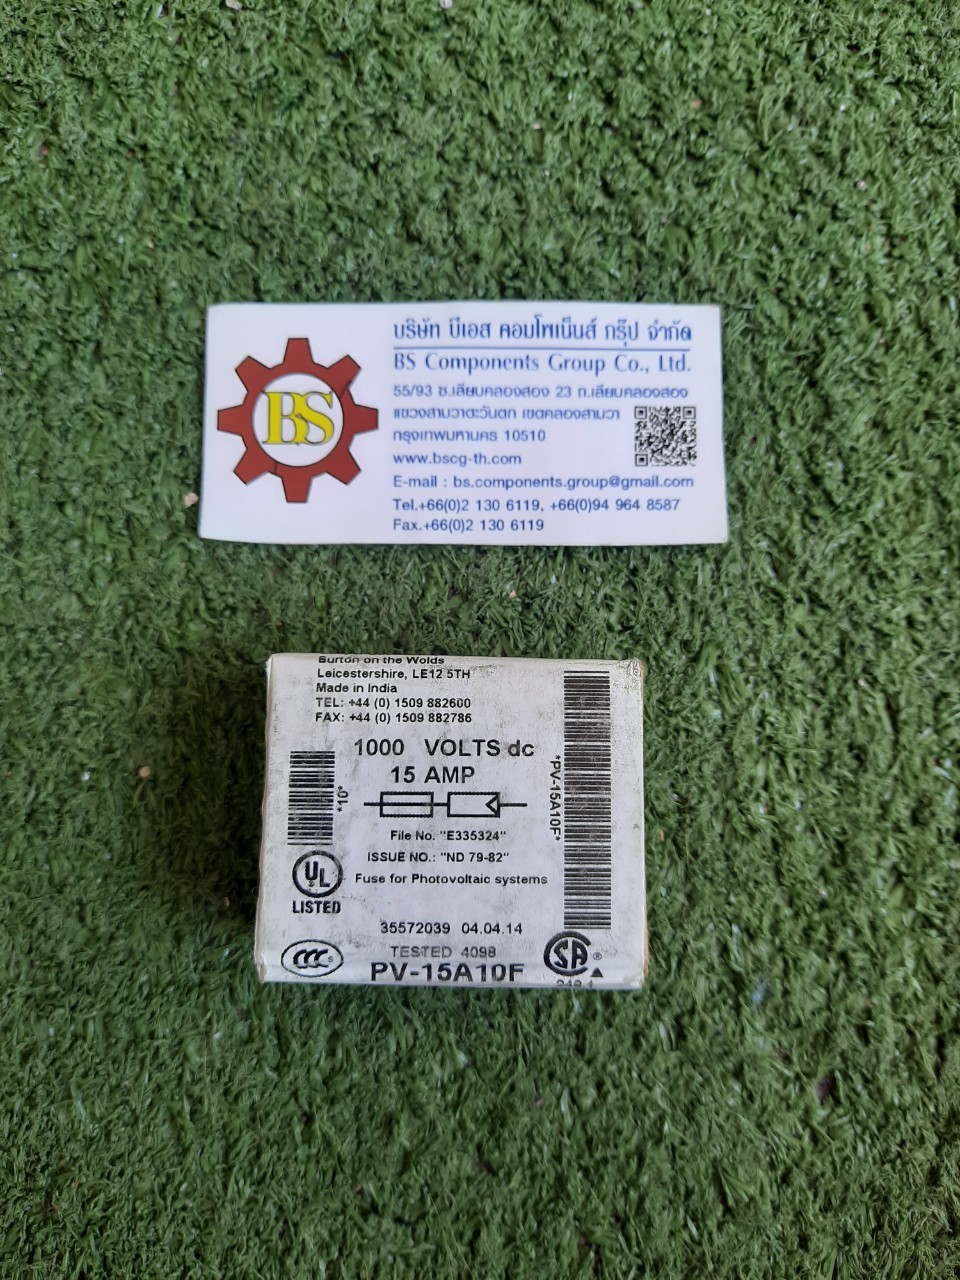 BS
บริษัท บีเอส คอมโพเน็นส์ กรุ๊ป จำกัด
BS Components Group Co., Ltd.
55/93 ซ.เลียบคลองสอง 23 ถ.เลียบคลองสอง
แขวงสามวาตะวันตก เขตคลองสามวา
กรุงเทพมหานคร 10510
www.bscg-th.com
E-mail : bs.components.group@gmail.com
Tel.+66(0)2 130 6119, +66(0)94 964 8587
Fax.+66(0)2 130 6119
Burton on the Wolds
Leicestershire, LE12 5TH
Made in India
TEL: +44 (0) 1509 882600
FAX: +44 (0) 1509 882786
1000 VOLTS dc
15 AMP
*10*
*PV-15A10F*
File No. "E335324"
ISSUE NO.: "ND 79-82"
Fuse for Photovoltaic systems
UL
LISTED
35572039 04.04.14
TESTED 4098
CCC S
SA ®
PV-15A10F